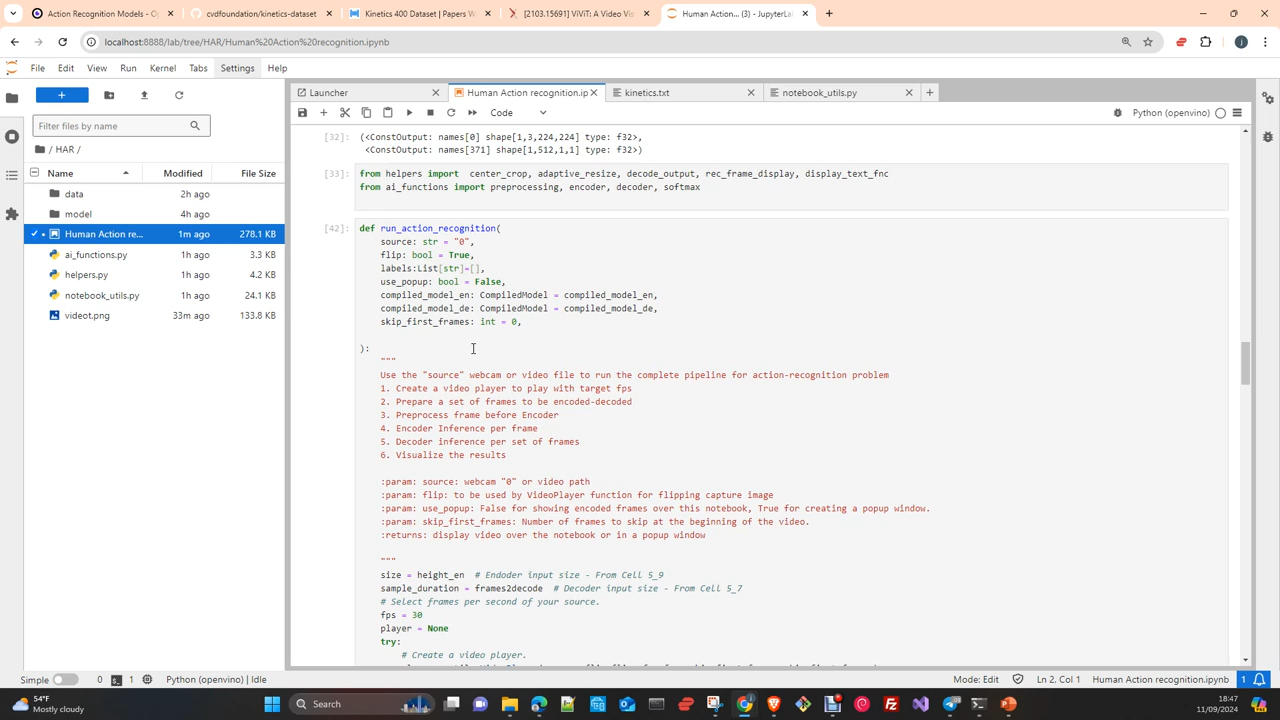 Action Recognition Models - Op
cvdfoundation/kinetics-dataset
Kinetics 400 Dataset | Papers W
[2103.15691] ViViT: A Video Vis
Human Action... (3) - JupyterLab
localhost:8888/lab/tree/HAR/Human%20Action%20recognition.ipynb
File Edit View Run Kernel Tabs Settings Help
Launcher
Human Action recognition.ip
kinetics.txt
notebook_utils.py
Code
Python (openvino)
Filter files by name
/ HAR /
Name Modified File Size
data 2h ago
model 4h ago
Human Action re... 1m ago 278.1 KB
ai_functions.py 1h ago 3.3 KB
helpers.py 1h ago 4.2 KB
notebook_utils.py 1h ago 24.1 KB
videot.png 33m ago 133.8 KB
[32]: (<ConstOutput: names[0] shape[1,3,224,224] type: f32>,
<ConstOutput: names[371] shape[1,512,1,1] type: f32>)
[33]: from helpers import center_crop, adaptive_resize, decode_output, rec_frame_display, display_text_fnc
from ai_functions import preprocessing, encoder, decoder, softmax
[42]: def run_action_recognition(
source: str = "0",
flip: bool = True,
labels:List[str]=[],
use_popup: bool = False,
compiled_model_en: CompiledModel = compiled_model_en,
compiled_model_de: CompiledModel = compiled_model_de,
skip_first_frames: int = 0,
):
"""
Use the "source" webcam or video file to run the complete pipeline for action-recognition problem
1. Create a video player to play with target fps
2. Prepare a set of frames to be encoded-decoded
3. Preprocess frame before Encoder
4. Encoder Inference per frame
5. Decoder inference per set of frames
6. Visualize the results
:param: source: webcam "0" or video path
:param: flip: to be used by VideoPlayer function for flipping capture image
:param: use_popup: False for showing encoded frames over this notebook, True for creating a popup window.
:param: skip_first_frames: Number of frames to skip at the beginning of the video.
:returns: display video over the notebook or in a popup window
"""
size = height_en # Endoder input size - From Cell 5_9
sample_duration = frames2decode # Decoder input size - From Cell 5_7
# Select frames per second of your source.
fps = 30
player = None
try:
# Create a video player.
Simple 0 1 Python (openvino) | Idle
Mode: Edit Ln 2, Col 1 Human Action recognition.ipynb 1
54°F
Mostly cloudy
Search
18:47
11/09/2024